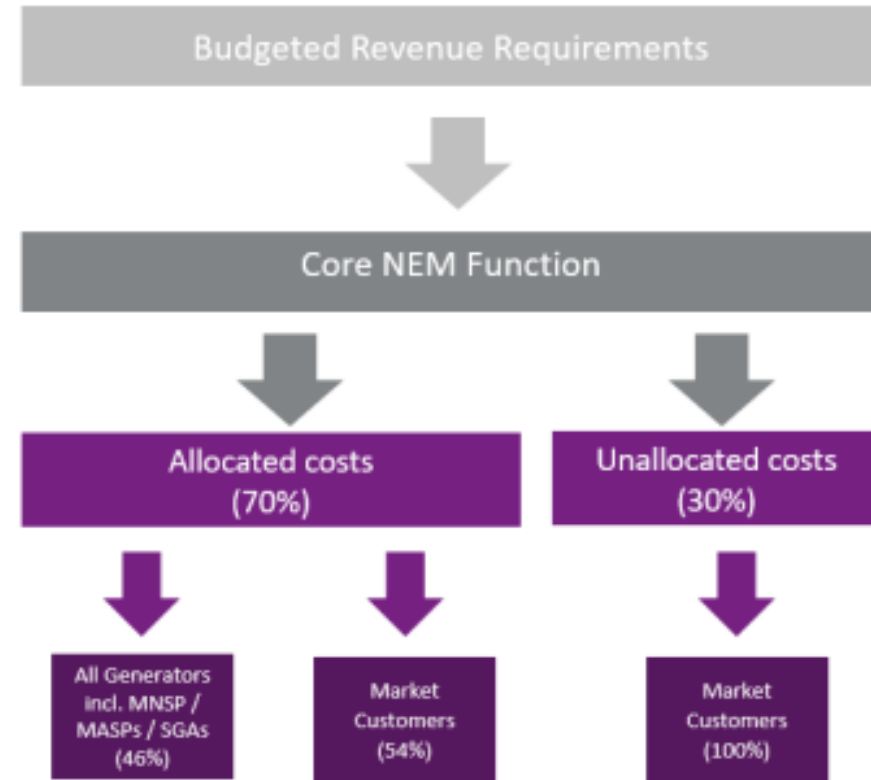 Budgeted Revenue Requirements
Core NEM Function
Allocated costs
(70%)
Unallocated costs
(30%)
All Generators
incl. MNSP /
MASPs / SGAs
(46%)
Market
Customers
(54%)
Market
Customers
(100%)